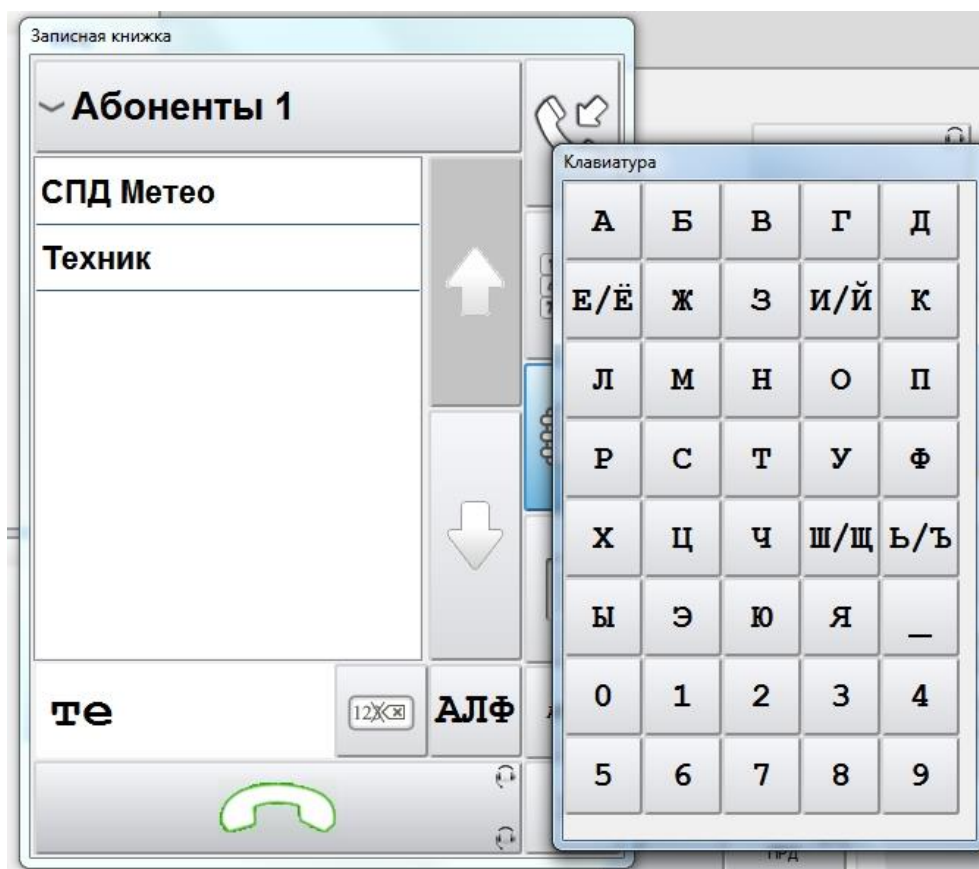 Записная книжка
Абоненты 1
СПД Метео
Техник
те
АЛФ
Клавиатура
А Б В Г Д
Е/Ё Ж З И/Й К
Л М Н О П
Р С Т У Ф
Х Ц Ч Ш/Щ Ь/Ъ
Ы Э Ю Я _
0 1 2 3 4
5 6 7 8 9
ПРД